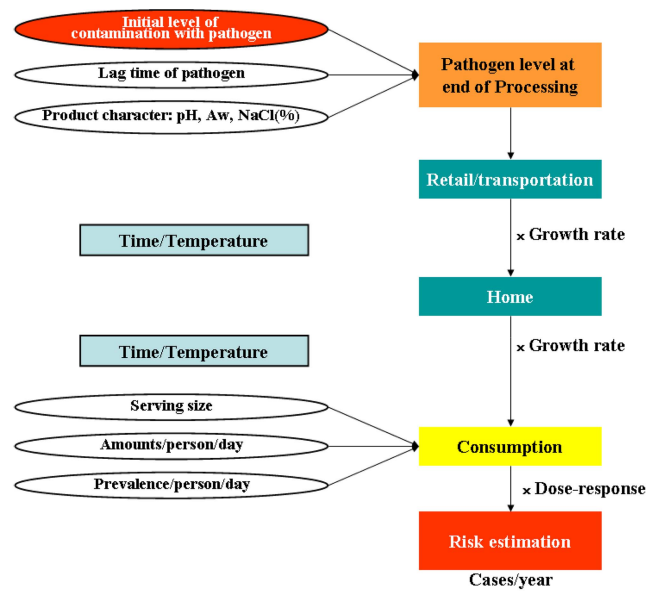 Initial level of
contamination with pathogen
Lag time of pathogen
Product character: pH, Aw, NaCl(%)
Pathogen level at
end of Processing
Retail/transportation
Time/Temperature
× Growth rate
Home
Time/Temperature
× Growth rate
Serving size
Amounts/person/day
Prevalence/person/day
Consumption
× Dose-response
Risk estimation
Cases/year